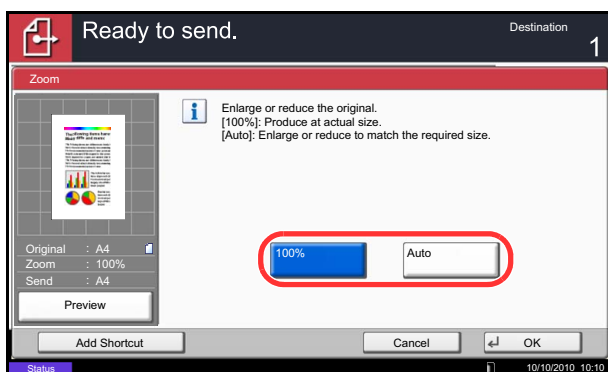 Ready to send.
Destination
1
Zoom
Enlarge or reduce the original.
[100%]: Produce at actual size.
[Auto]: Enlarge or reduce to match the required size.
Original : A4
Zoom : 100%
Send : A4
100%
Auto
Preview
Add Shortcut
Cancel
OK
Status
10/10/2010 10:10